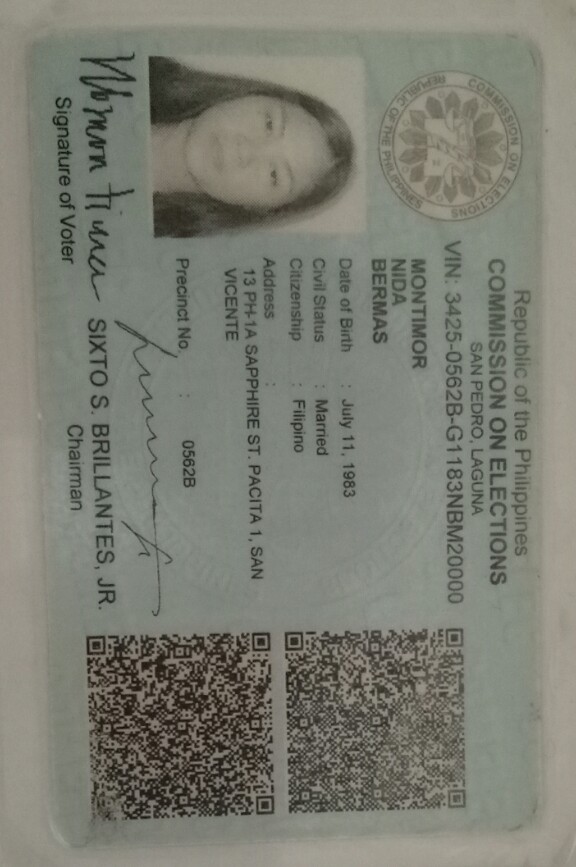 COMMISSION ON ELECTIONS
REPUBLIC OF THE PHILIPPINES
Republic of the Philippines
COMMISSION ON ELECTIONS
SAN PEDRO, LAGUNA
VIN: 3425-0562B-G1183NBM20000
MONTIMOR
NIDA
BERMAS
Date of Birth : July 11, 1983
Civil Status : Married
Citizenship : Filipino
Address :
13 PH-1A SAPPHIRE ST. PACITA 1, SAN
VICENTE
Precinct No. : 0562B
SIXTO S. BRILLANTES, JR.
Chairman
Signature of Voter